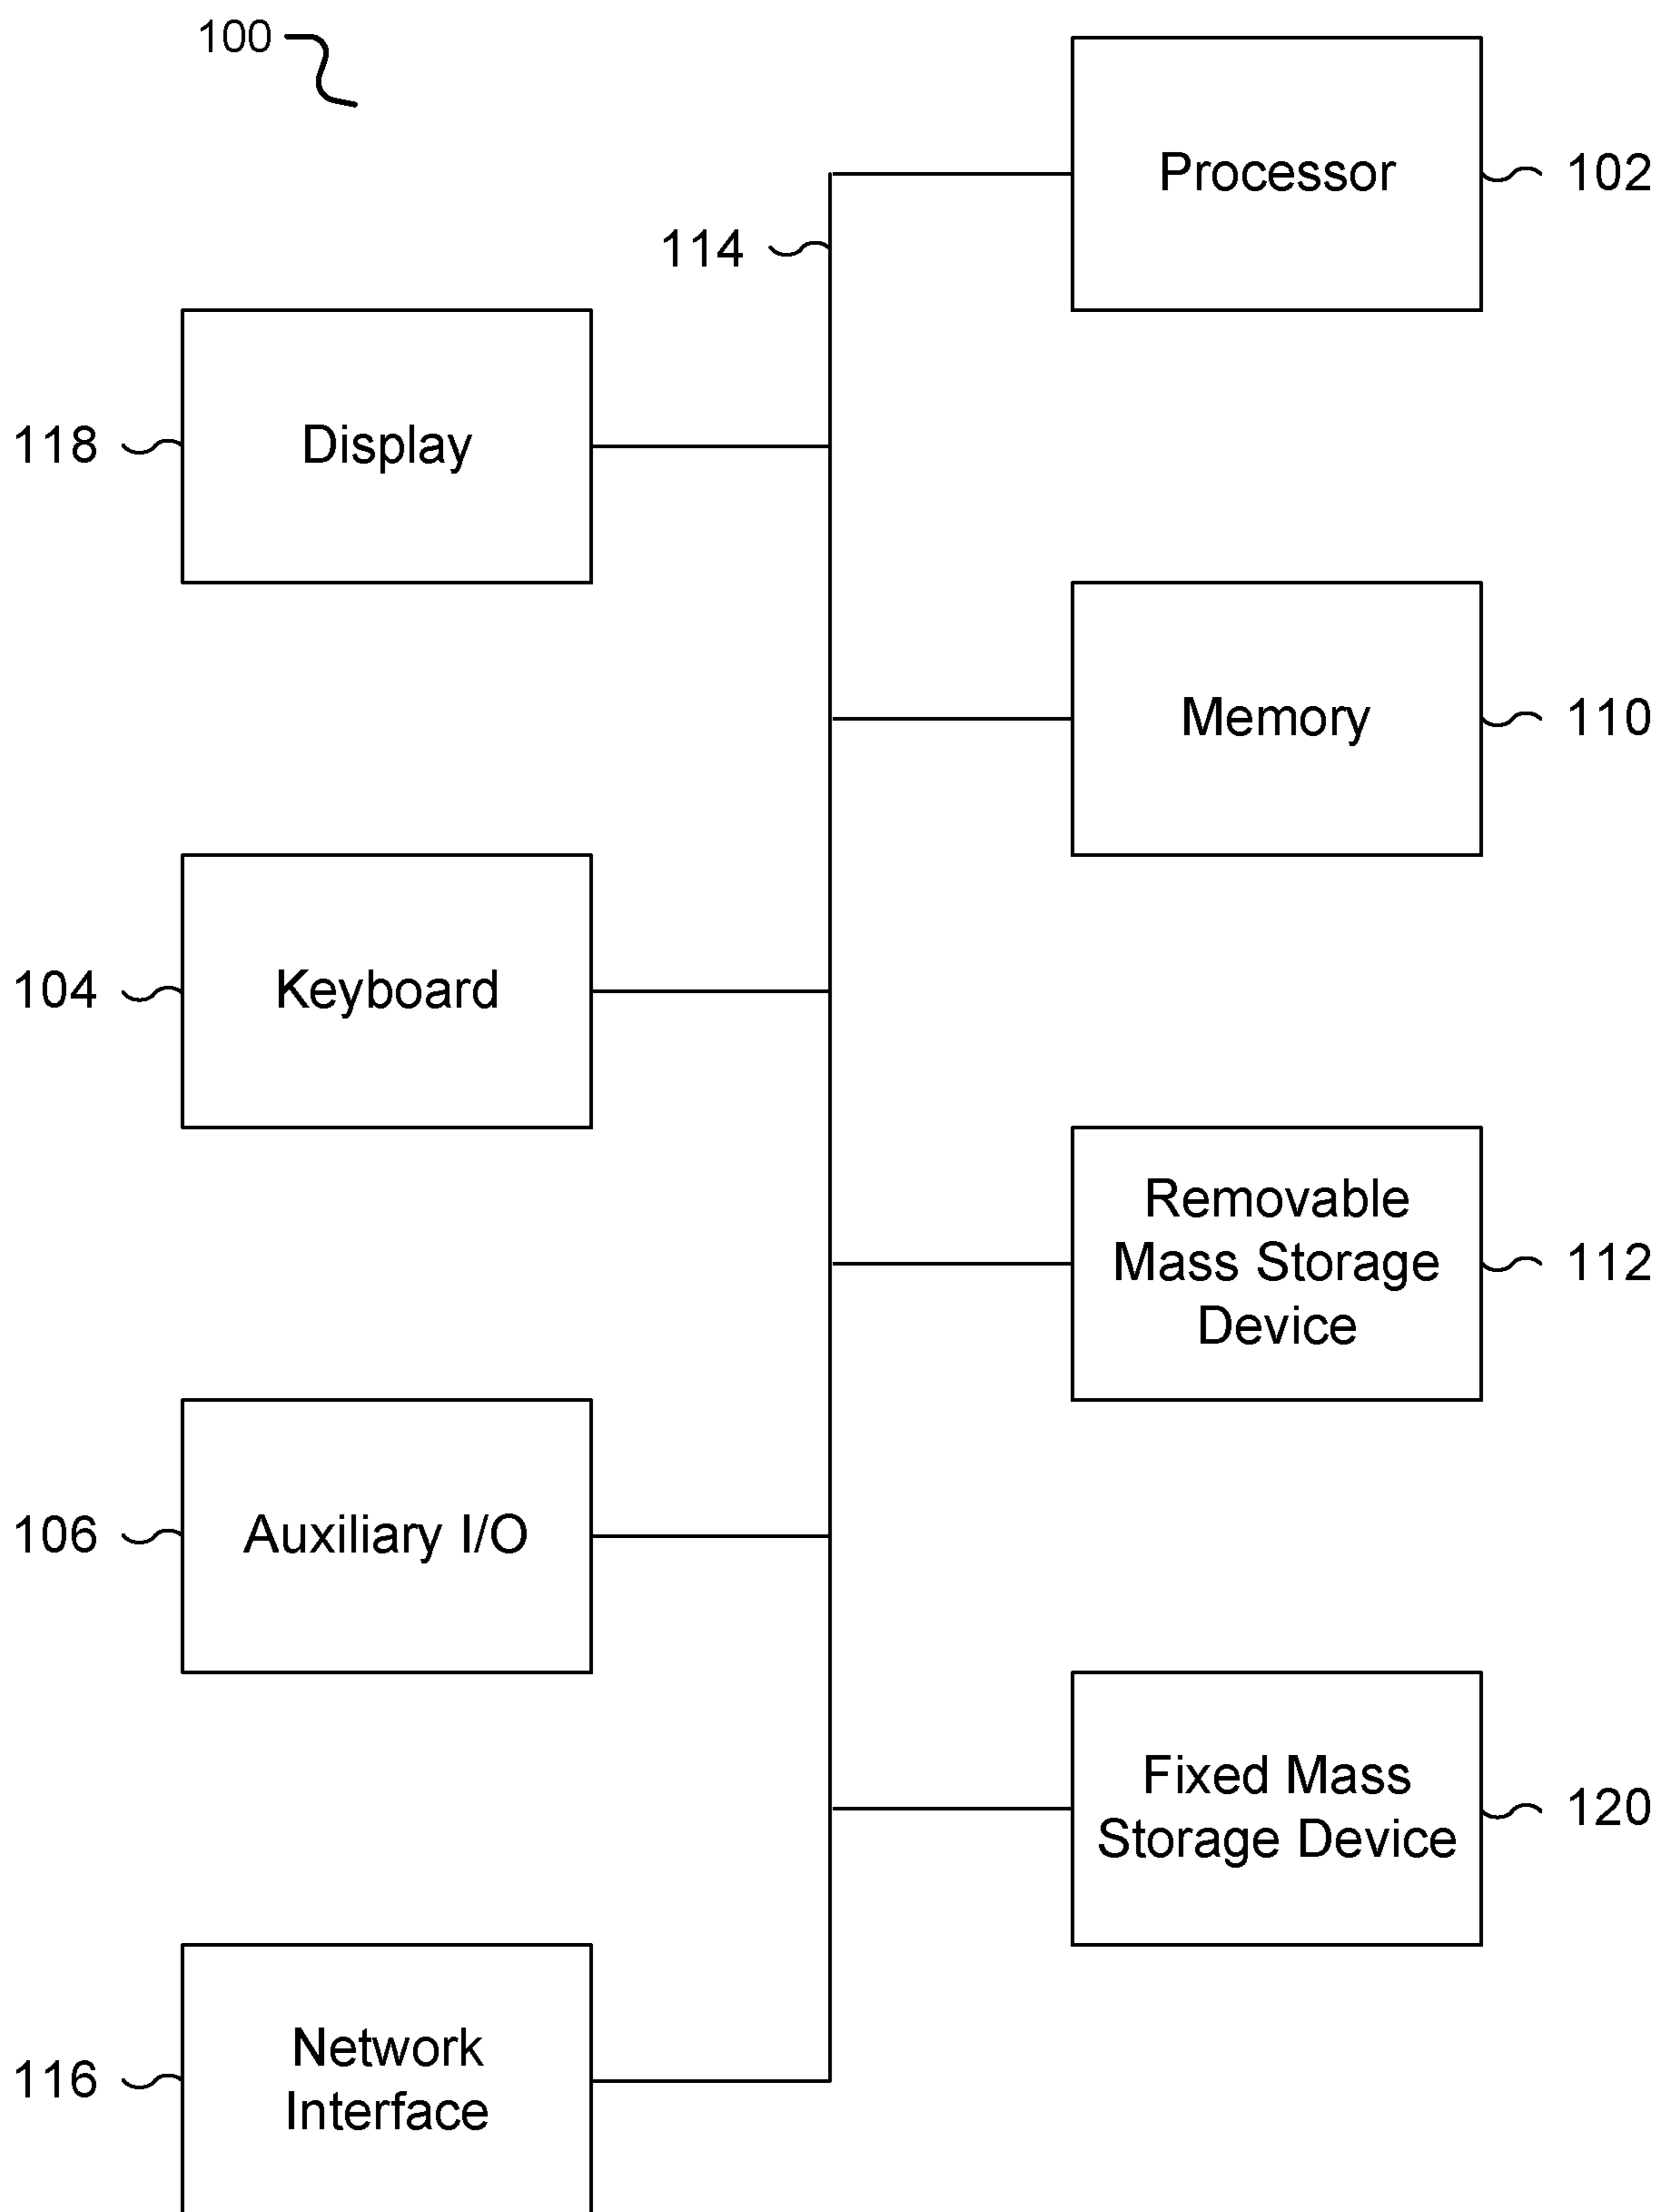 100
Processor
102
114
118
Display
Memory
110
104
Keyboard
Removable
Mass Storage
Device
112
106
Auxiliary I/O
Fixed Mass
Storage Device
120
116
Network
Interface